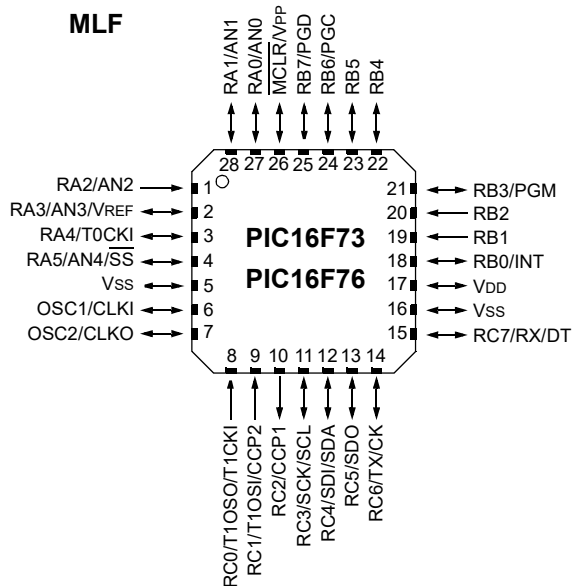 MLF
RA1/AN1
RA0/AN0
MCLR/VPP
RB7/PGD
RB6/PGC
RB5
RB4
28 27 26 25 24 23 22
RA2/AN2 1
RA3/AN3/VREF 2
RA4/T0CKI 3
RA5/AN4/SS 4
VSS 5
OSC1/CLKI 6
OSC2/CLKO 7
PIC16F73
PIC16F76
21 RB3/PGM
20 RB2
19 RB1
18 RB0/INT
17 VDD
16 VSS
15 RC7/RX/DT
8 9 10 11 12 13 14
RC0/T1OSO/T1CKI
RC1/T1OSI/CCP2
RC2/CCP1
RC3/SCK/SCL
RC4/SDI/SDA
RC5/SDO
RC6/TX/CK